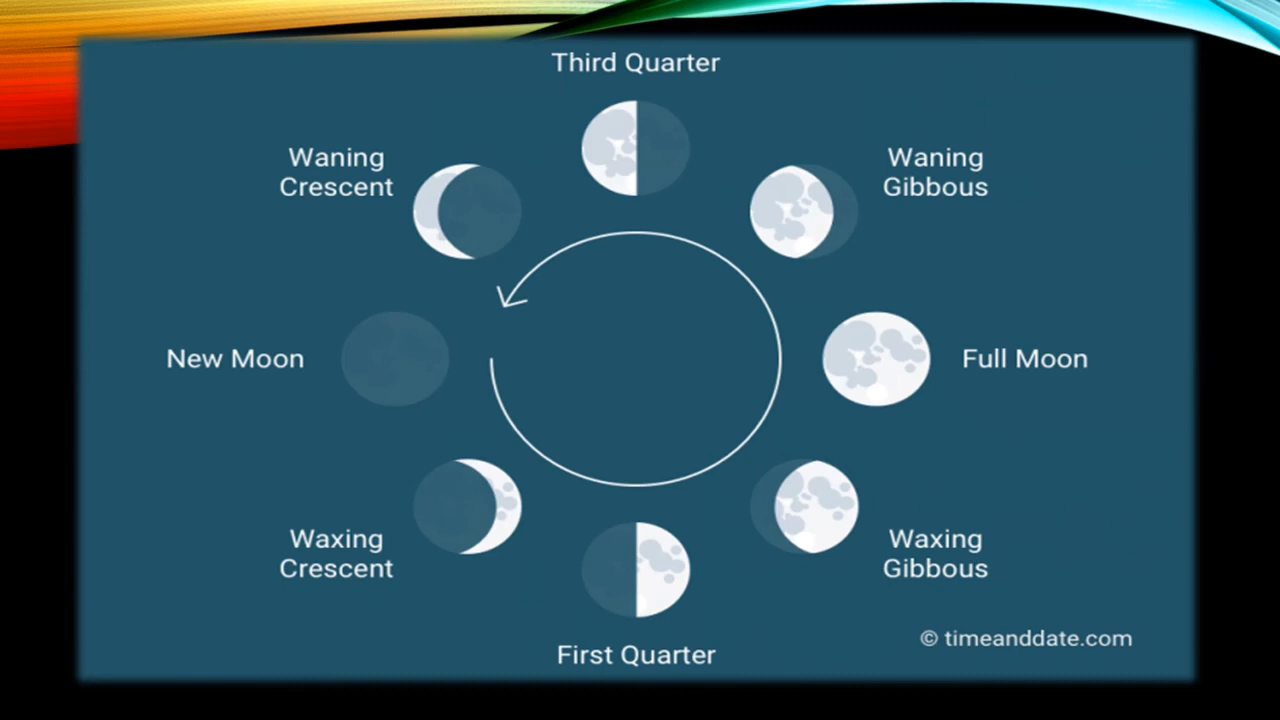 Third Quarter
Waning
Crescent
Waning
Gibbous
New Moon
Full Moon
Waxing
Crescent
Waxing
Gibbous
© timeanddate.com
First Quarter